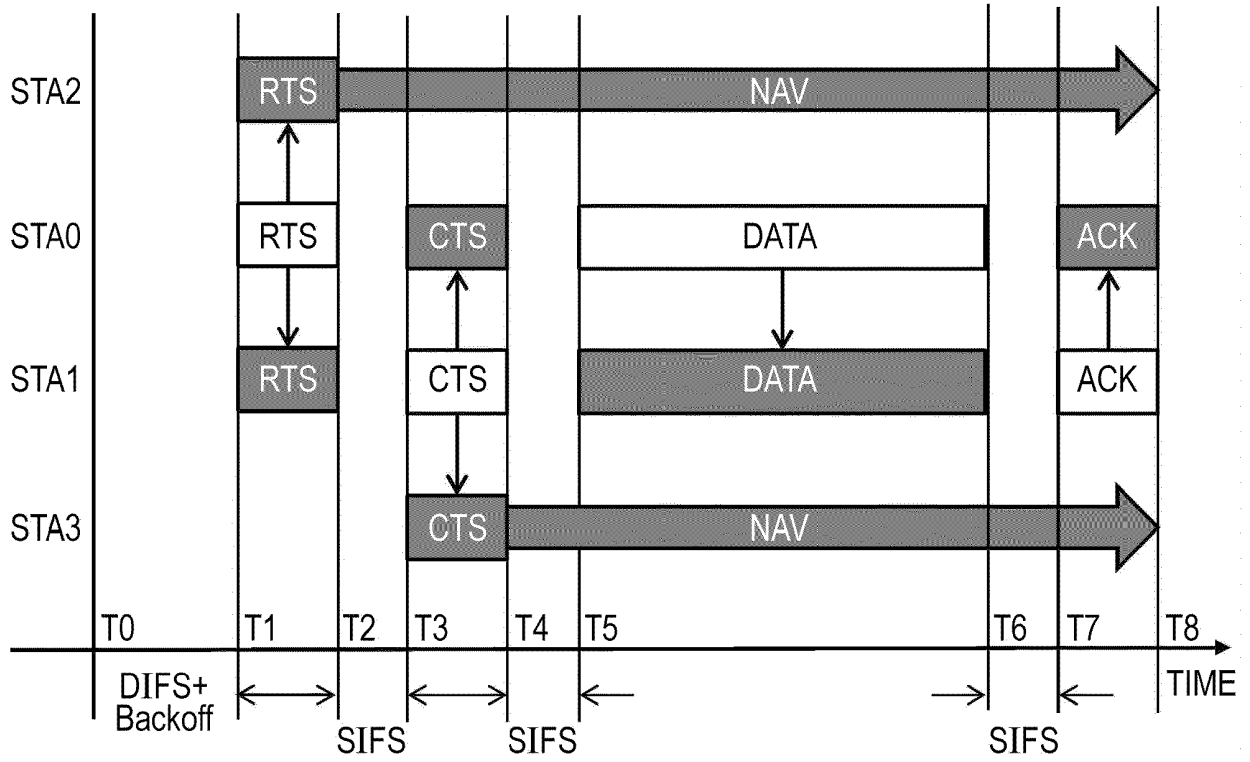 STA2 RTS NAV
STA0 RTS CTS DATA ACK
STA1 RTS CTS DATA ACK
STA3 CTS NAV
T0 T1 T2 T3 T4 T5 T6 T7 T8
TIME
DIFS+
Backoff
SIFS SIFS SIFS